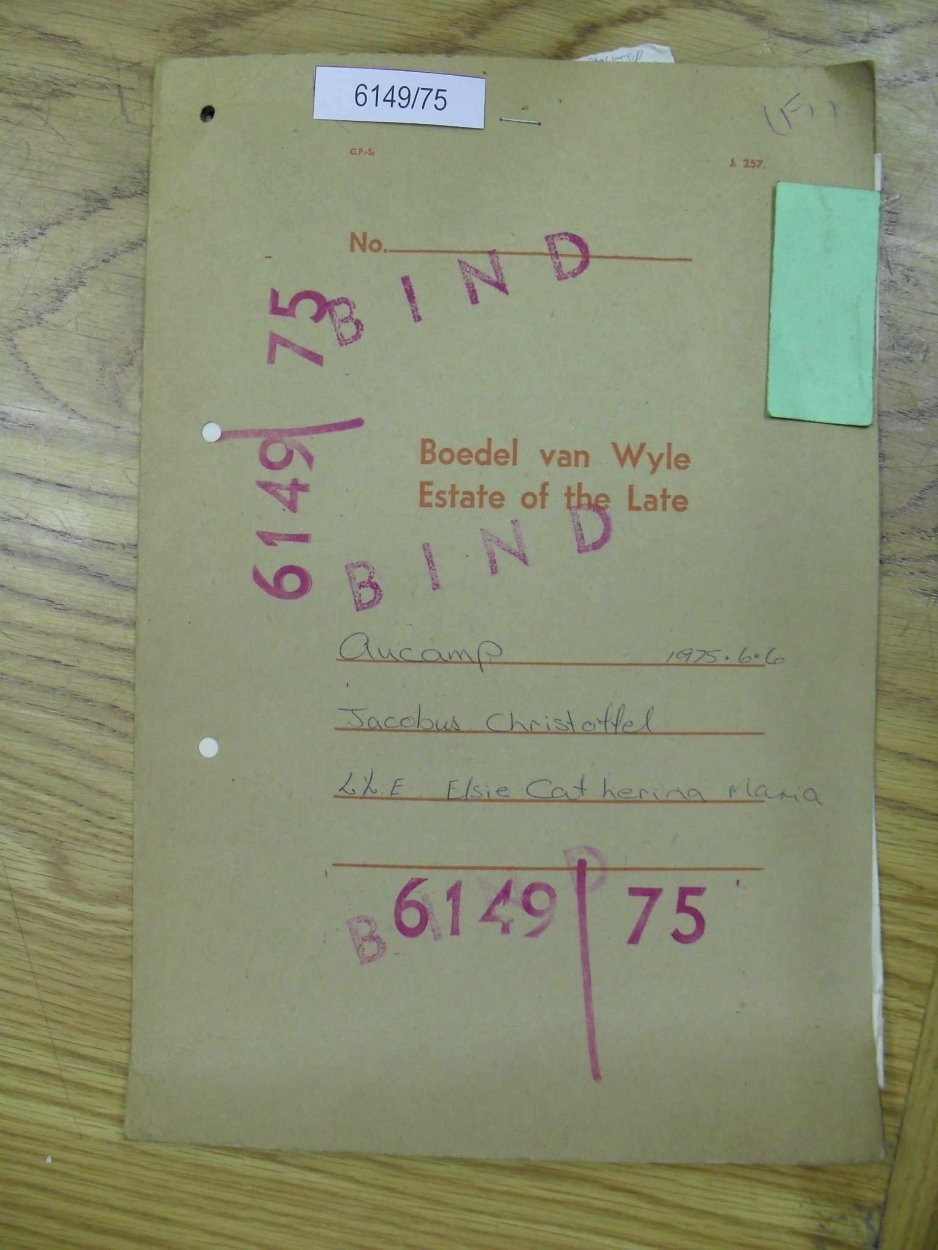 6149/75
G.P.-S.
J. 257.
No.
BIND
6149/75
Boedel van Wyle
Estate of the Late
BIND
Aucamp 1975.6.6
Jacobus Christoffel
Elsie Catherina Maria
BIND
6149/75